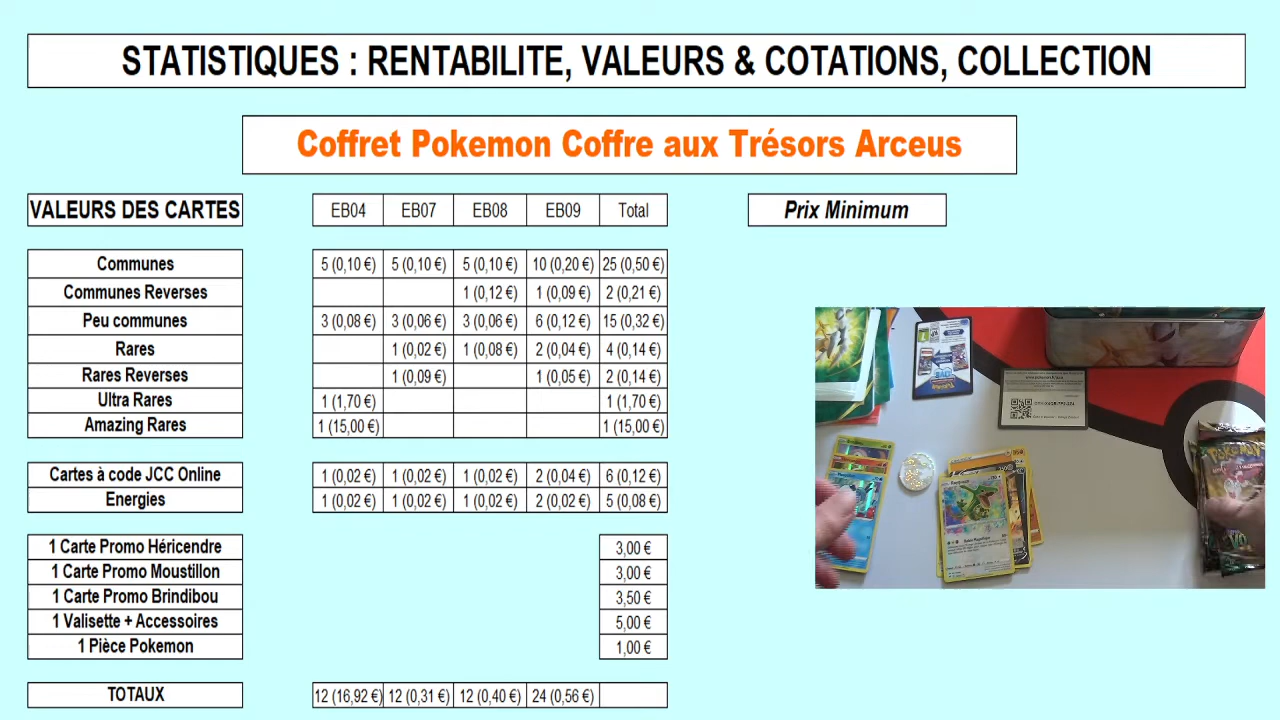 STATISTIQUES : RENTABILITE, VALEURS & COTATIONS, COLLECTION
Coffret Pokemon Coffre aux Trésors Arceus
VALEURS DES CARTES EB04 EB07 EB08 EB09 Total Prix Minimum
Communes 5 (0,10 €) 5 (0,10 €) 5 (0,10 €) 10 (0,20 €) 25 (0,50 €)
Communes Reverses 1 (0,12 €) 1 (0,09 €) 2 (0,21 €)
Peu communes 3 (0,08 €) 3 (0,06 €) 3 (0,06 €) 6 (0,12 €) 15 (0,32 €)
Rares 1 (0,02 €) 1 (0,08 €) 2 (0,04 €) 4 (0,14 €)
Rares Reverses 1 (0,09 €) 1 (0,05 €) 2 (0,14 €)
Ultra Rares 1 (1,70 €) 1 (1,70 €)
Amazing Rares 1 (15,00 €) 1 (15,00 €)
Cartes à code JCC Online 1 (0,02 €) 1 (0,02 €) 1 (0,02 €) 2 (0,04 €) 6 (0,12 €)
Energies 1 (0,02 €) 1 (0,02 €) 1 (0,02 €) 2 (0,02 €) 5 (0,08 €)
1 Carte Promo Héricendre 3,00 €
1 Carte Promo Moustillon 3,00 €
1 Carte Promo Brindibou 3,50 €
1 Valisette + Accessoires 5,00 €
1 Pièce Pokemon 1,00 €
TOTAUX 12 (16,92 €) 12 (0,31 €) 12 (0,40 €) 24 (0,56 €)
POKEMON